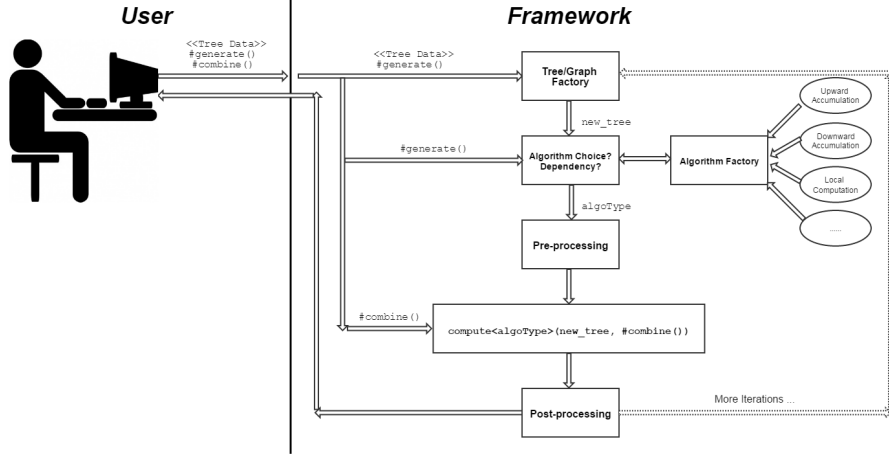 User
Framework
<<Tree Data>>
#generate()
#combine()
<<Tree Data>>
#generate()
Tree/Graph
Factory
new_tree
#generate()
Algorithm Choice?
Dependency?
Algorithm Factory
Upward
Accumulation
Downward
Accumulation
Local
Computation
......
algoType
Pre-processing
#combine()
compute<algoType>(new_tree, #combine())
Post-processing
More Iterations ...